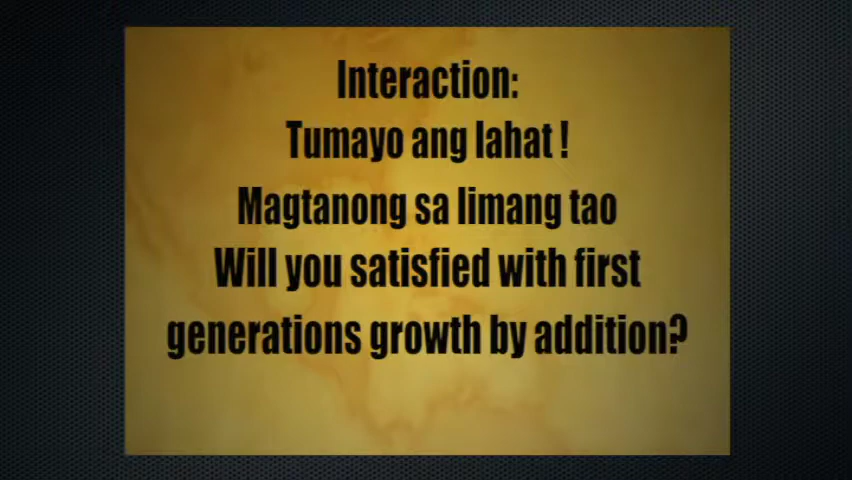 Interaction:
Tumayo ang lahat !
Magtanong sa limang tao
Will you satisfied with first
generations growth by addition?